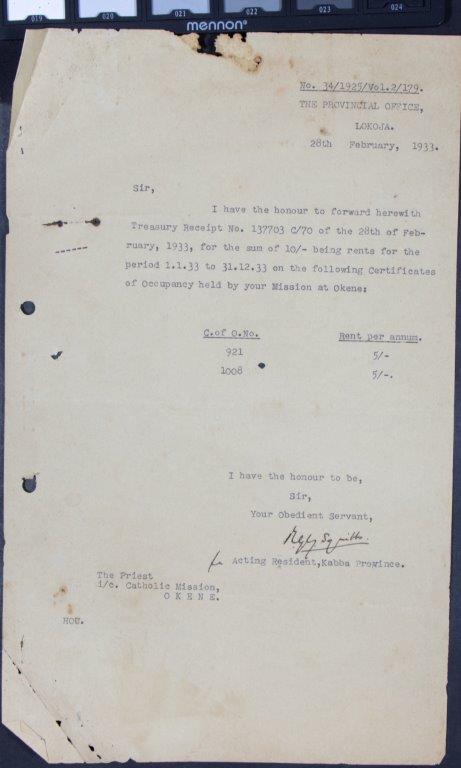 019 020 021 022 023 024
mennon®
No. 34/1925/Vol.2/179.
THE PROVINCIAL OFFICE,
LOKOJA.
28th February, 1933.
Sir,
I have the honour to forward herewith
Treasury Receipt No. 137703 C/70 of the 28th of Feb-
ruary, 1933, for the sum of 10/- being rents for the
period 1.1.33 to 31.12.33 on the following Certificates
of Occupancy held by your Mission at Okene:
C.of O.No. Rent per annum.
921 5/-
1008 5/-.
I have the honour to be,
Sir,
Your Obedient Servant,
for Acting Resident,Kabba Province.
The Priest
i/c. Catholic Mission,
OKENE.
HOU.